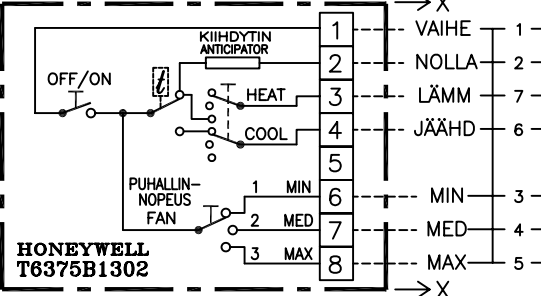 X
KIIHDYTIN
ANTICIPATOR
1 VAIHE 1
2 NOLLA 2
OFF/ON
t
HEAT 3 LÄMM 7
COOL 4 JÄÄHD 6
5
PUHALLIN-
NOPEUS
FAN
1 MIN 6 MIN 3
2 MED 7 MED 4
3 MAX 8 MAX 5
HONEYWELL
T6375B1302
X